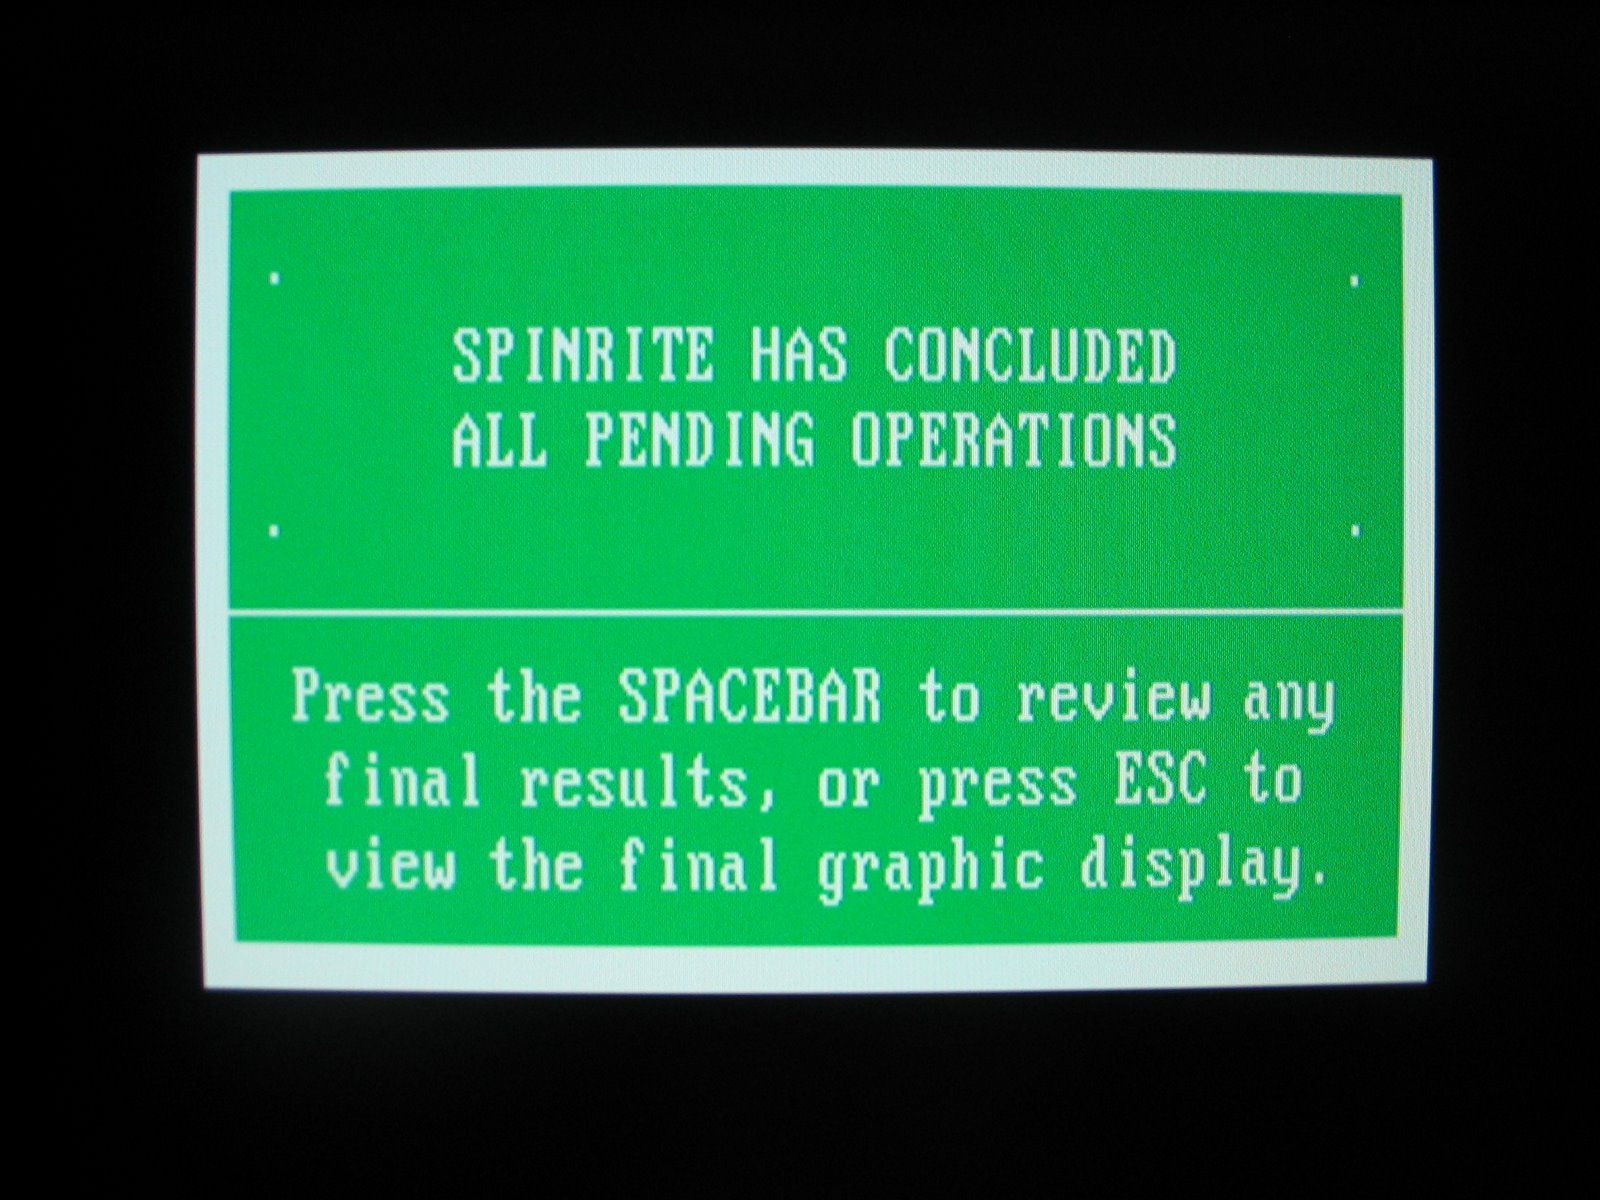 SPINRITE HAS CONCLUDED
ALL PENDING OPERATIONS
Press the SPACEBAR to review any
final results, or press ESC to
view the final graphic display.